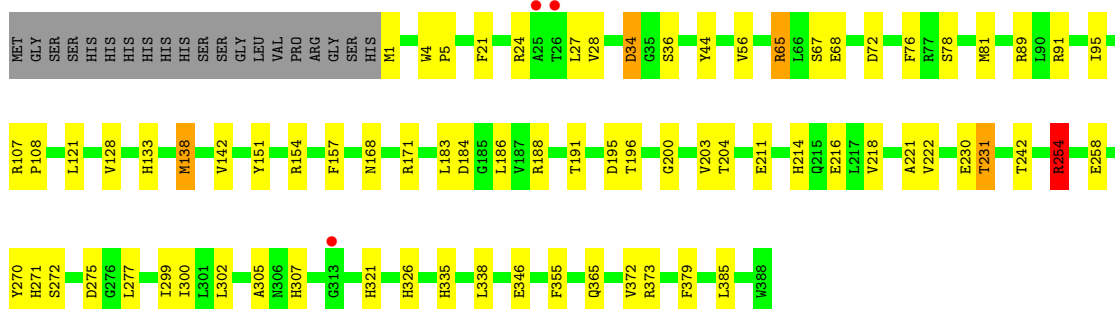 MET GLY SER SER HIS HIS HIS HIS HIS HIS SER SER GLY LEU VAL PRO ARG GLY SER HIS M1 W4 P5 F21 R24 A25 T26 L27 V28 D34 G35 S36 Y44 V56 R65 L66 S67 E68 D72 F76 R77 S78 M81 R89 L90 R91 I95
R107 P108 L121 V128 H133 M138 V142 Y151 R154 F157 N168 R171 L183 D184 G185 L186 V187 R188 T191 D195 T196 G200 V203 T204 E211 H214 Q215 E216 L217 V218 A221 V222 E230 T231 T242 R254 E258
Y270 H271 S272 D275 G276 L277 I299 I300 L301 L302 A305 N306 H307 G313 H321 H326 H335 L338 E346 F355 Q365 V372 R373 F379 L385 W388